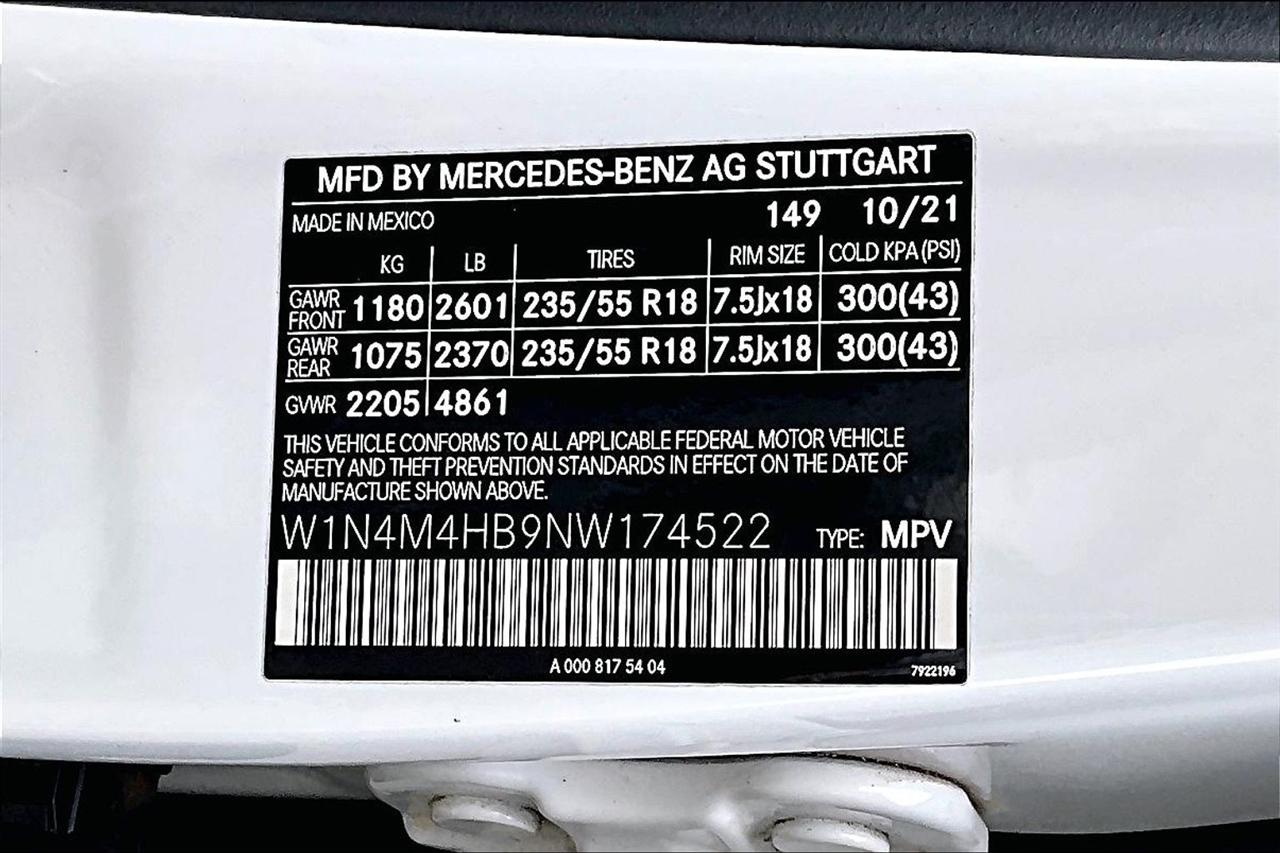 MFD BY MERCEDES-BENZ AG STUTTGART
MADE IN MEXICO 149 10/21
KG LB TIRES RIM SIZE COLD KPA(PSI)
GAWR FRONT 1180 2601 235/55 R18 7.5Jx18 300(43)
GAWR REAR 1075 2370 235/55 R18 7.5Jx18 300(43)
GVWR 2205 4861
THIS VEHICLE CONFORMS TO ALL APPLICABLE FEDERAL MOTOR VEHICLE
SAFETY AND THEFT PREVENTION STANDARDS IN EFFECT ON THE DATE OF
MANUFACTURE SHOWN ABOVE.
W1N4M4HB9NW174522 TYPE: MPV
A 000 817 54 04 7922196